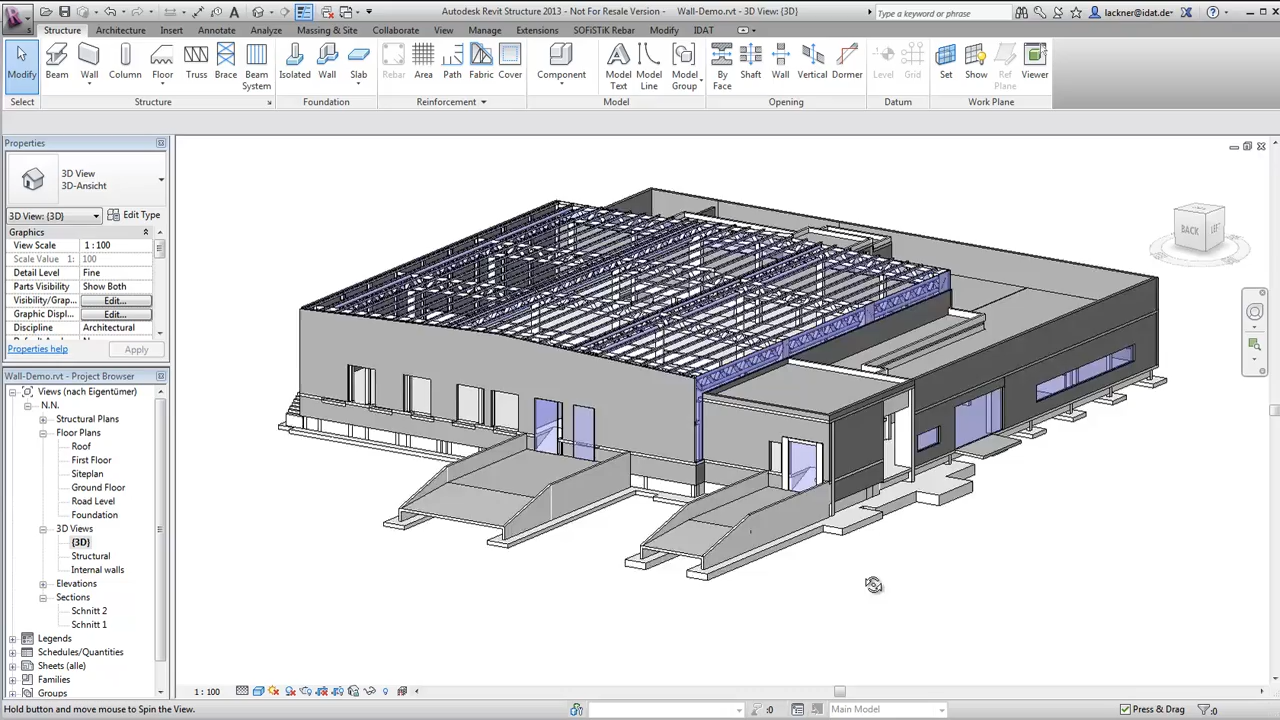 Autodesk Revit Structure 2013 - Not For Resale Version - Wall-Demo.rvt - 3D View: {3D}
Type a keyword or phrase
lackner@idat.de
Structure Architecture Insert Annotate Analyze Massing & Site Collaborate View Manage Extensions SOFiSTiK Rebar Modify IDAT
Modify Beam Wall Column Floor Truss Brace Beam System Isolated Wall Slab Rebar Area Path Fabric Cover Component Model Text Model Line Model Group By Face Shaft Wall Vertical Dormer Level Grid Set Show Ref Plane Viewer
Select Structure Foundation Reinforcement Model Opening Datum Work Plane
Properties
3D View
3D-Ansicht
3D View: {3D} Edit Type
Graphics
View Scale 1 : 100
Scale Value 1: 100
Detail Level Fine
Parts Visibility Show Both
Visibility/Grap... Edit...
Graphic Displ... Edit...
Discipline Architectural
Properties help Apply
Wall-Demo.rvt - Project Browser
Views (nach Eigentümer)
N.N.
Structural Plans
Floor Plans
Roof
First Floor
Siteplan
Ground Floor
Road Level
Foundation
3D Views
{3D}
Structural
Internal walls
Elevations
Sections
Schnitt 2
Schnitt 1
Legends
Schedules/Quantities
Sheets (alle)
Families
Groups
BACK LEFT
1 : 100
Hold button and move mouse to Spin the View.
:0 Main Model Press & Drag :0